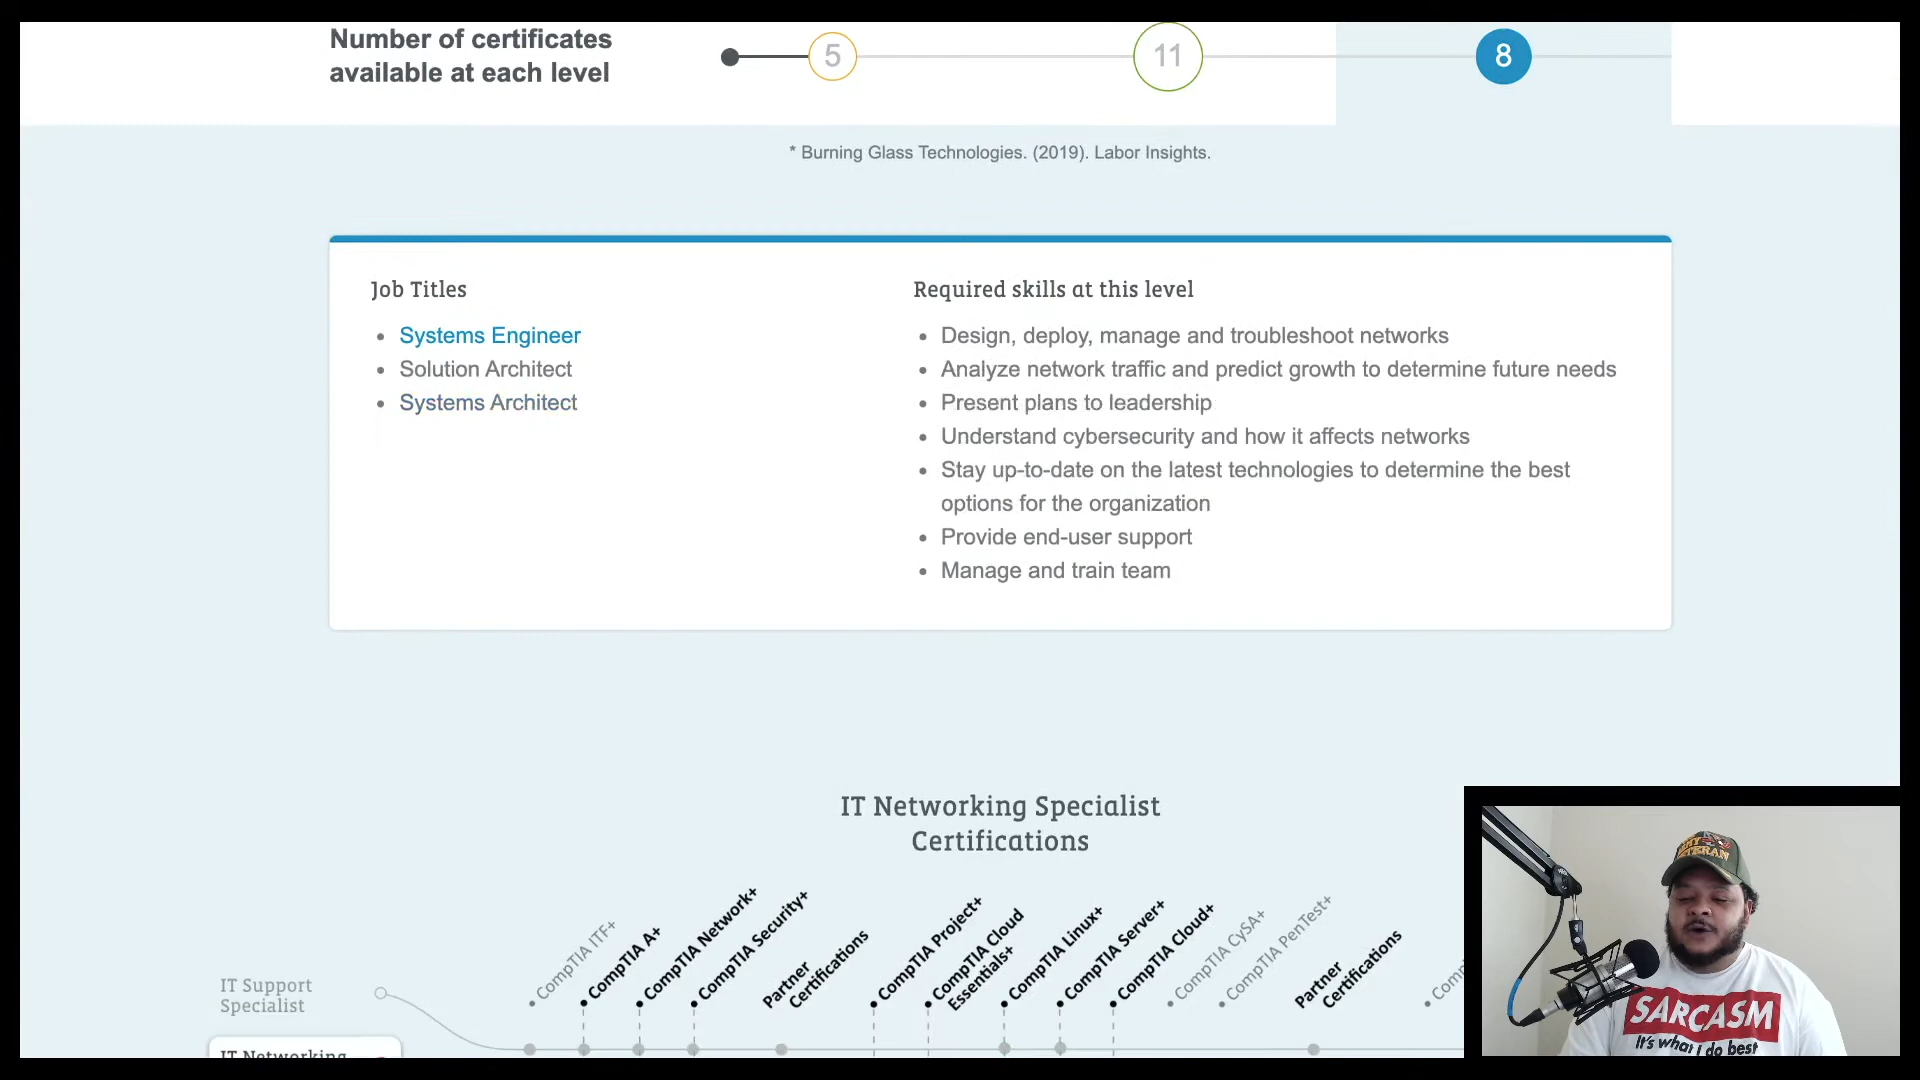 Number of certificates
available at each level
5
11
8
* Burning Glass Technologies. (2019). Labor Insights.
Job Titles
Systems Engineer
Solution Architect
Systems Architect
Required skills at this level
Design, deploy, manage and troubleshoot networks
Analyze network traffic and predict growth to determine future needs
Present plans to leadership
Understand cybersecurity and how it affects networks
Stay up-to-date on the latest technologies to determine the best
options for the organization
Provide end-user support
Manage and train team
IT Networking Specialist
Certifications
CompTIA ITF+
CompTIA A+
CompTIA Network+
CompTIA Security+
Partner
Certifications
CompTIA Project+
CompTIA Cloud
Essentials+
CompTIA Linux+
CompTIA Server+
CompTIA Cloud+
CompTIA CySA+
CompTIA PenTest+
Partner
Certifications
IT Support
Specialist
IT Networking
VETERAN
SARCASM
It's what I do best